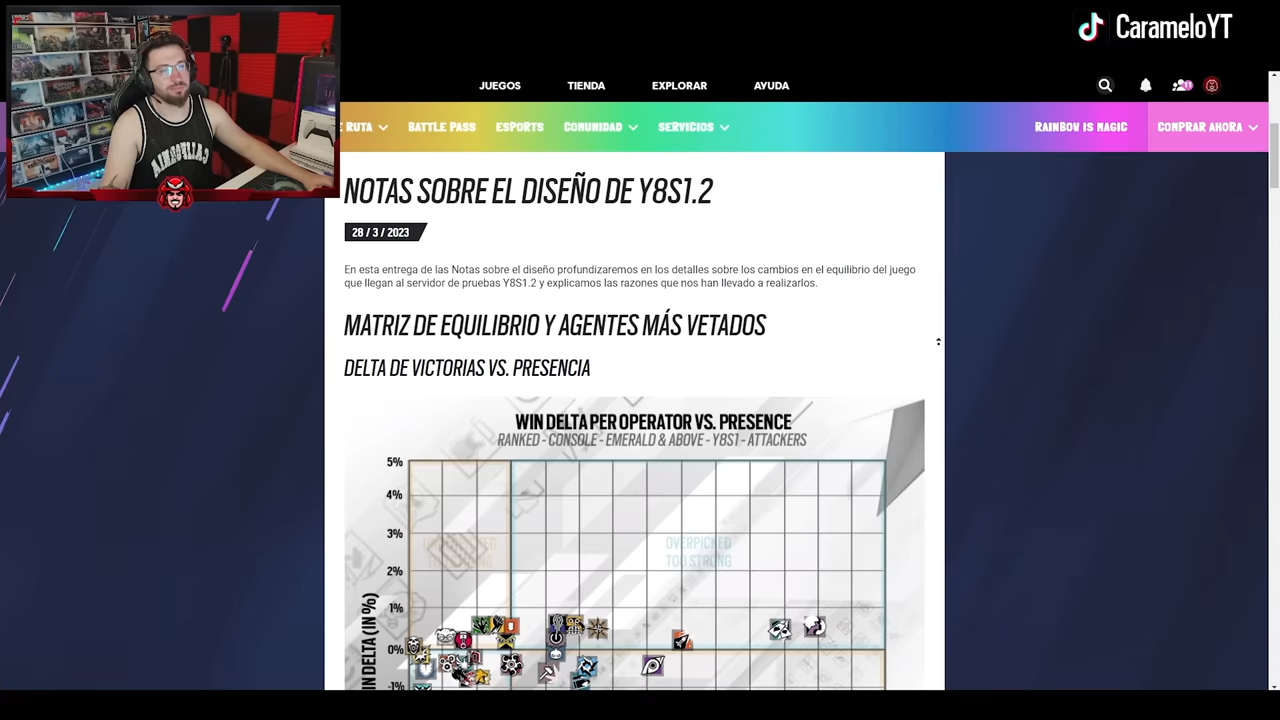 CarameloYT
JUEGOS TIENDA EXPLORAR AYUDA
E RUTA BATTLE PASS ESPORTS COMUNIDAD SERVICIOS RAINBOW IS MAGIC COMPRAR AHORA
NOTAS SOBRE EL DISEÑO DE Y8S1.2
28 / 3 / 2023
En esta entrega de las Notas sobre el diseño profundizaremos en los detalles sobre los cambios en el equilibrio del juego
que llegan al servidor de pruebas Y8S1.2 y explicamos las razones que nos han llevado a realizarlos.
MATRIZ DE EQUILIBRIO Y AGENTES MÁS VETADOS
DELTA DE VICTORIAS VS. PRESENCIA
WIN DELTA PER OPERATOR VS. PRESENCE
RANKED - CONSOLE - EMERALD & ABOVE - Y8S1 - ATTACKERS
5%
4%
3%
OVERPICKED
TOO STRONG
2%
1%
0%
-1%
IN DELTA (IN %)